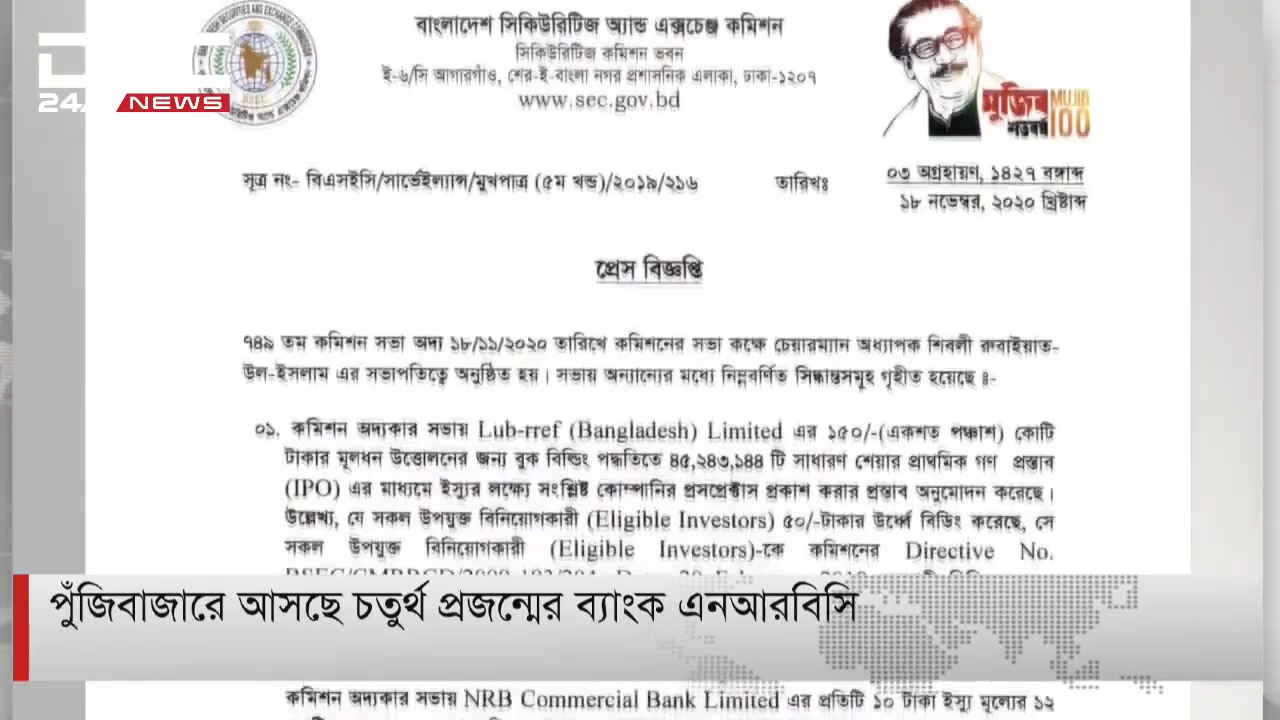 বাংলাদেশ সিকিউরিটিজ অ্যান্ড এক্সচেঞ্জ কমিশন
সিকিউরিটিজ কমিশন ভবন
ই-৬/সি আগারগাঁও, শের-ই-বাংলা নগর প্রশাসনিক এলাকা, ঢাকা-১২০৭
www.sec.gov.bd
24/7 NEWS
মুজিব শতবর্ষ MUJIB 100
সূত্র নং- বিএসইসি/সার্ভেইল্যান্স/মুখপাত্র (৫ম খন্ড)/২০১৯/২১৬ তারিখঃ ০৩ অগ্রহায়ণ, ১৪২৭ বঙ্গাব্দ
১৮ নভেম্বর, ২০২০ খ্রিষ্টাব্দ
প্রেস বিজ্ঞপ্তি
৭৪৯ তম কমিশন সভা অদ্য ১৮/১১/২০২০ তারিখে কমিশনের সভা কক্ষে চেয়ারম্যান অধ্যাপক শিবলী রুবাইয়াত-
উল-ইসলাম এর সভাপতিত্বে অনুষ্ঠিত হয়। সভায় অন্যান্যের মধ্যে নিম্নবর্ণিত সিদ্ধান্তসমূহ গৃহীত হয়েছে ঃ-
০১. কমিশন অদ্যকার সভায় Lub-rref (Bangladesh) Limited এর ১৫০/-(একশত পঞ্চাশ) কোটি
টাকার মূলধন উত্তোলনের জন্য বুক বিল্ডিং পদ্ধতিতে ৪৫,২৪৩,১৪৪ টি সাধারণ শেয়ার প্রাথমিক গণ প্রস্তাব
(IPO) এর মাধ্যমে ইস্যুর লক্ষ্যে সংশ্লিষ্ট কোম্পানির প্রসপেক্টাস প্রকাশ করার প্রস্তাব অনুমোদন করেছে।
উল্লেখ্য, যে সকল উপযুক্ত বিনিয়োগকারী (Eligible Investors) ৫০/-টাকার উর্ধ্বে বিডিং করেছে, সে
সকল উপযুক্ত বিনিয়োগকারী (Eligible Investors)-কে কমিশনের Directive No.
পুঁজিবাজারে আসছে চতুর্থ প্রজন্মের ব্যাংক এনআরবিসি
কমিশন অদ্যকার সভায় NRB Commercial Bank Limited এর প্রতিটি ১০ টাকা ইস্যু মূল্যের ১২